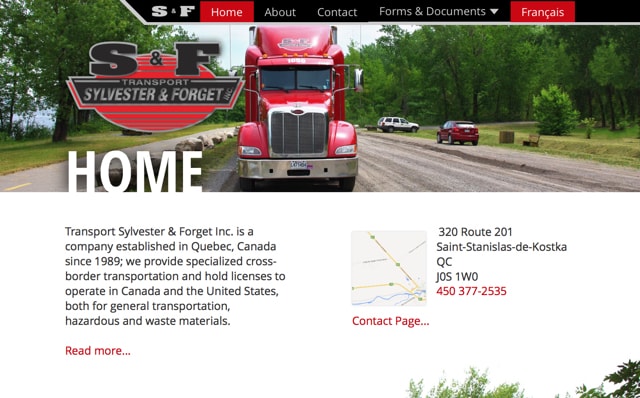 S & F Home About Contact Forms & Documents Français
S & F
TRANSPORT
SYLVESTER & FORGET INC.
HOME
Transport Sylvester & Forget Inc. is a
company established in Quebec, Canada
since 1989; we provide specialized cross-
border transportation and hold licenses to
operate in Canada and the United States,
both for general transportation,
hazardous and waste materials.
Read more...
320 Route 201
Saint-Stanislas-de-Kostka
QC
J0S 1W0
450 377-2535
Contact Page...